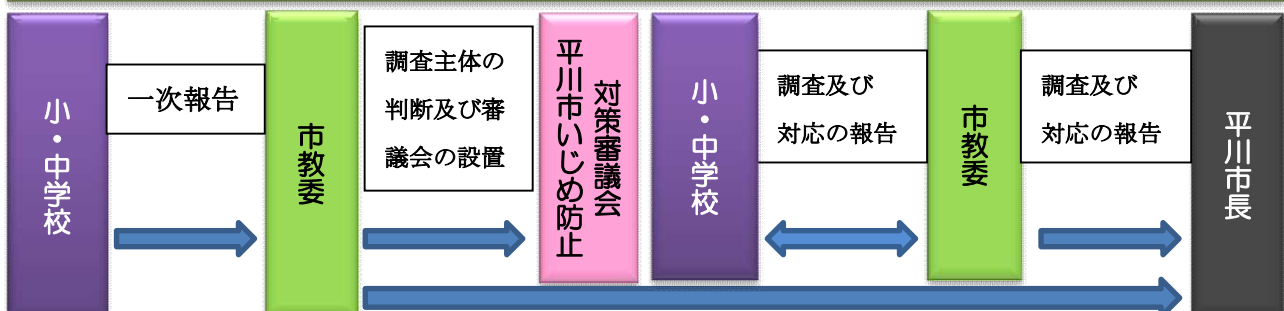 小・中学校
一次報告
市教委
調査主体の
判断及び審
議会の設置
平川市いじめ防止
対策審議会
小・中学校
調査及び
対応の報告
市教委
調査及び
対応の報告
平川市長